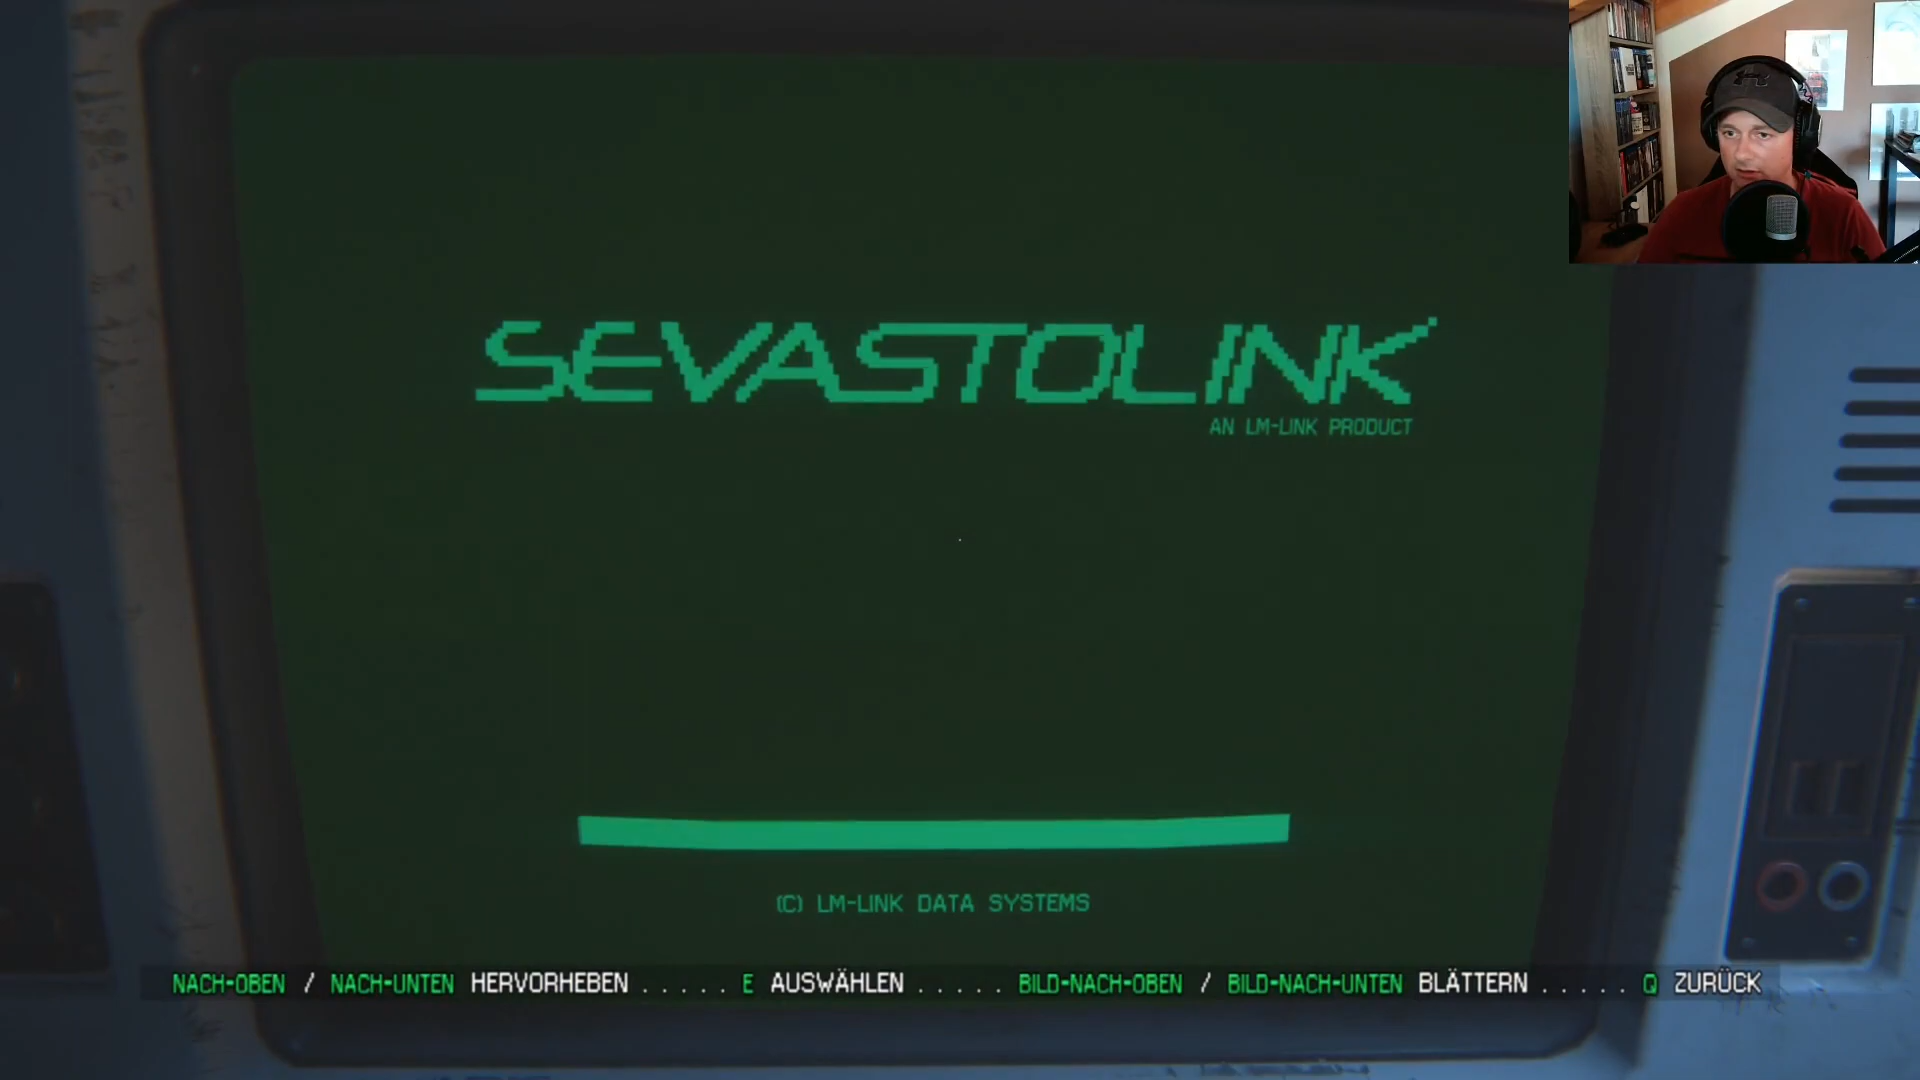 SEVASTOLINK
AN LM-LINK PRODUCT
(C) LM-LINK DATA SYSTEMS
NACH-OBEN / NACH-UNTEN HERVORHEBEN ..... E AUSWÄHLEN ..... BILD-NACH-OBEN / BILD-NACH-UNTEN BLÄTTERN ..... Q ZURÜCK